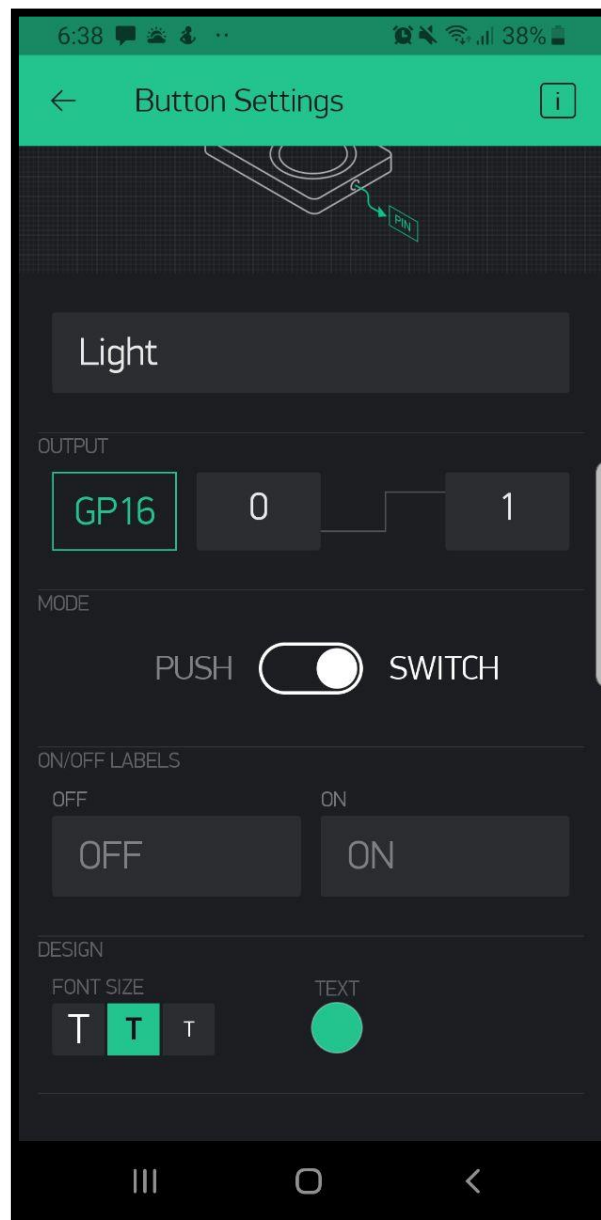 6:38 38%
Button Settings i
PIN
Light
OUTPUT
GP16 0 1
MODE
PUSH SWITCH
ON/OFF LABELS
OFF ON
OFF ON
DESIGN
FONT SIZE TEXT
T T T